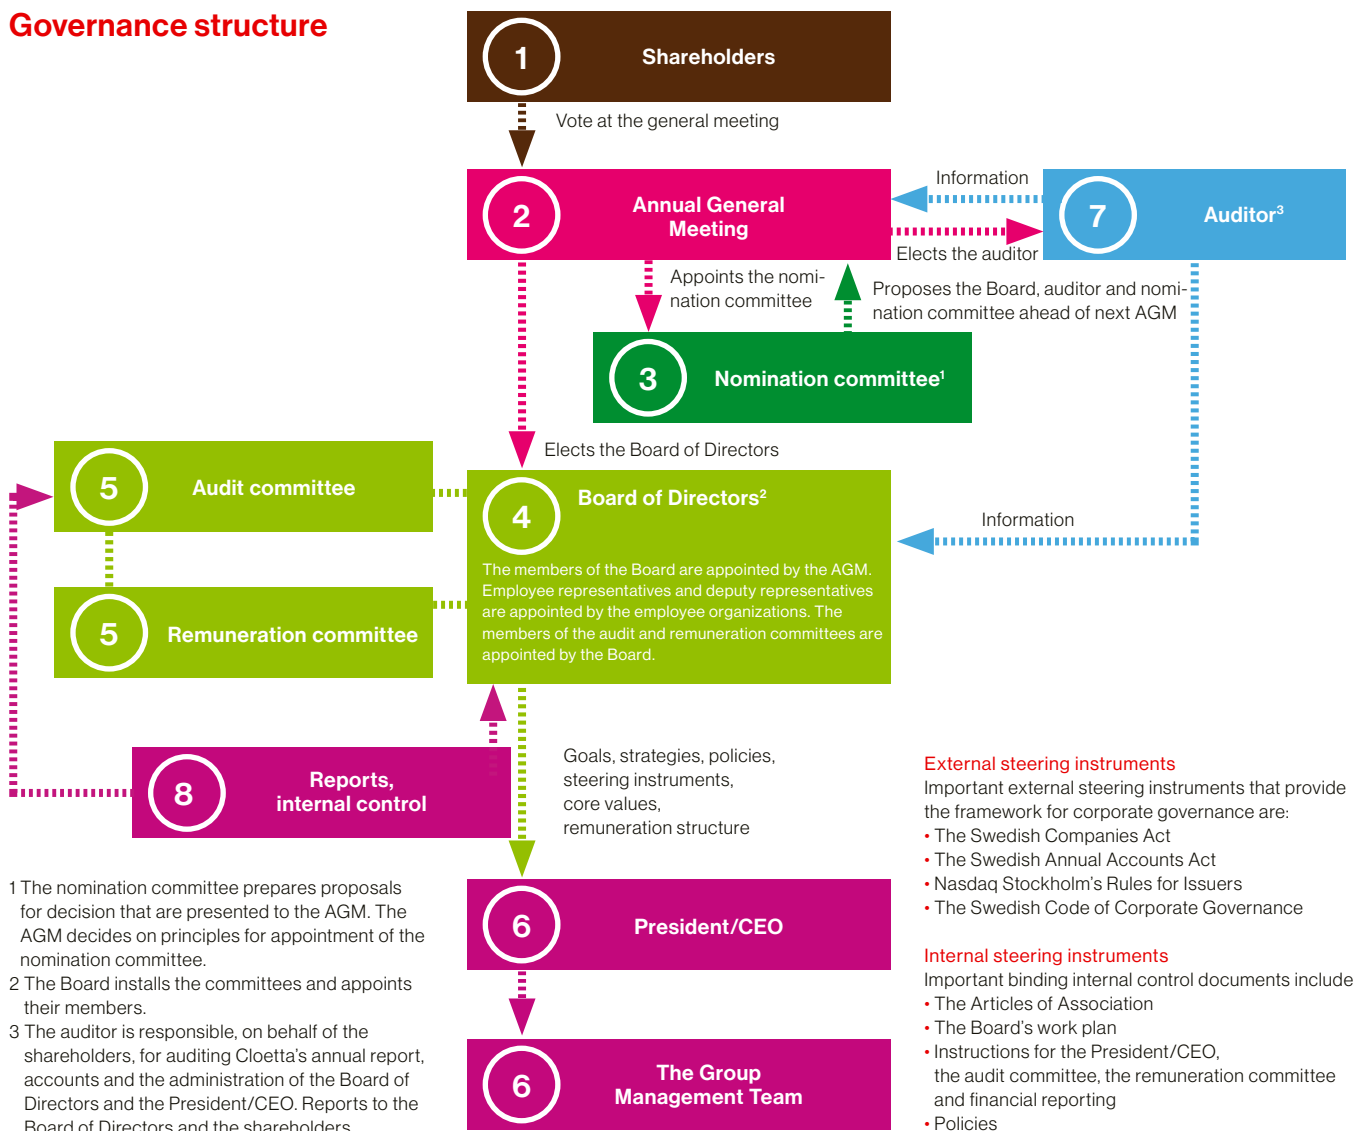 Governance structure
1
Shareholders
Vote at the general meeting
2
Annual General
Meeting
Information
7
Auditor³
Elects the auditor
Appoints the nomi-
nation committee
Proposes the Board, auditor and nomi-
nation committee ahead of next AGM
3
Nomination committee¹
Elects the Board of Directors
5
Audit committee
4
Board of Directors²
The members of the Board are appointed by the AGM.
Employee representatives and deputy representatives
are appointed by the employee organizations. The
members of the audit and remuneration committees are
appointed by the Board.
Information
5
Remuneration committee
8
Reports,
internal control
Goals, strategies, policies,
steering instruments,
core values,
remuneration structure
6
President/CEO
6
The Group
Management Team
1 The nomination committee prepares proposals
for decision that are presented to the AGM. The
AGM decides on principles for appointment of the
nomination committee.
2 The Board installs the committees and appoints
their members.
3 The auditor is responsible, on behalf of the
shareholders, for auditing Cloetta's annual report,
accounts and the administration of the Board of
Directors and the President/CEO. Reports to the
Board of Directors and the shareholders
External steering instruments
Important external steering instruments that provide
the framework for corporate governance are:
• The Swedish Companies Act
• The Swedish Annual Accounts Act
• Nasdaq Stockholm's Rules for Issuers
• The Swedish Code of Corporate Governance
Internal steering instruments
Important binding internal control documents include
• The Articles of Association
• The Board's work plan
• Instructions for the President/CEO,
the audit committee, the remuneration committee
and financial reporting
• Policies